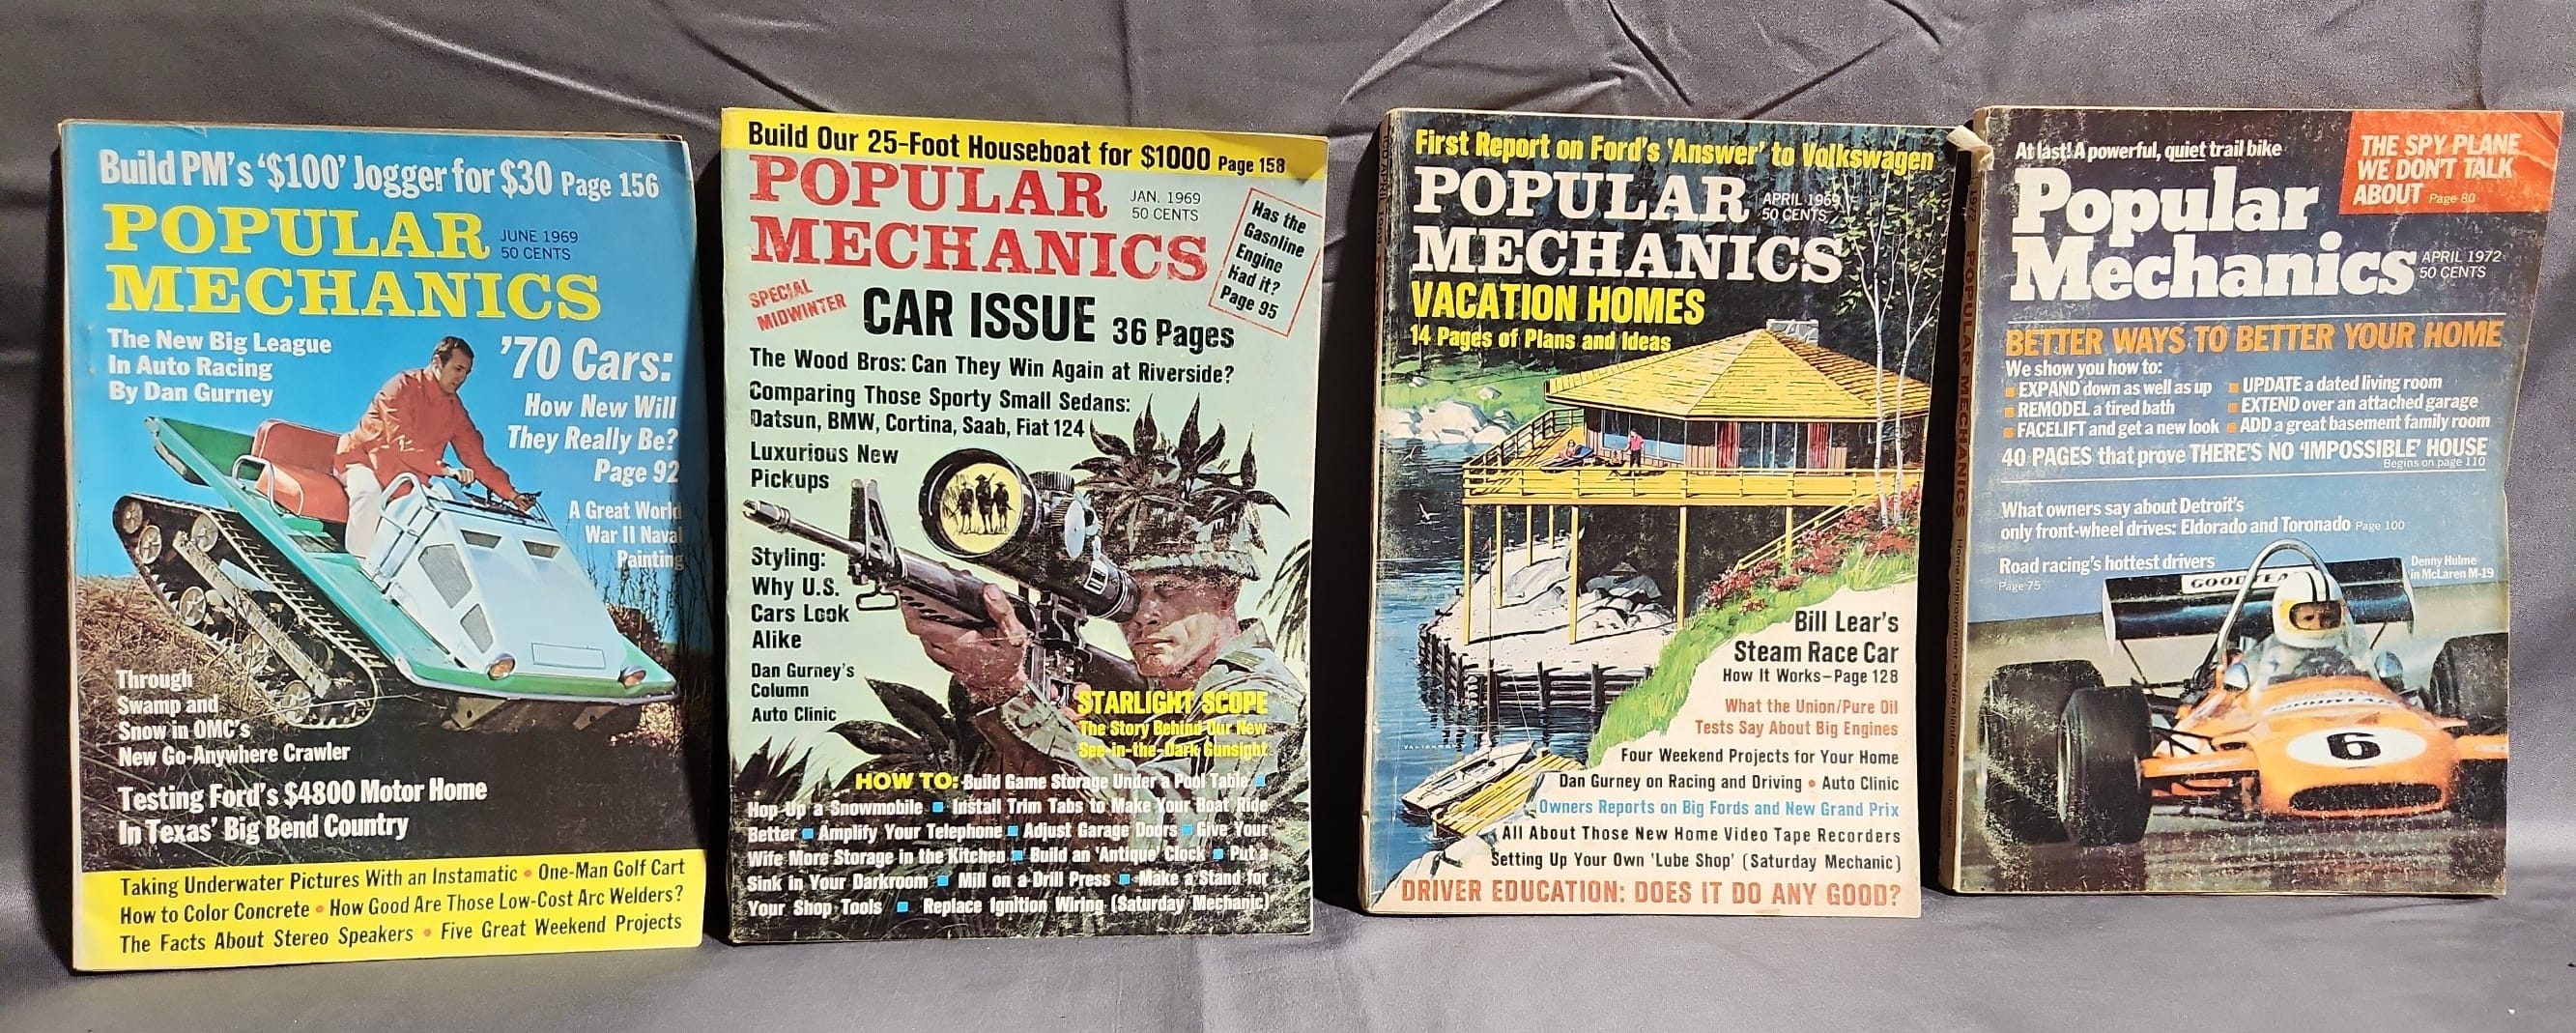 Build PM's '$100' Jogger for $30 Page 156
POPULAR
MECHANICS
JUNE 1969
50 CENTS
The New Big League
In Auto Racing
By Dan Gurney
'70 Cars:
How New Will
They Really Be?
Page 92
A Great World
War II Naval
Painting
Through
Swamp and
Snow in OMC's
New Go-Anywhere Crawler
Testing Ford's $4800 Motor Home
In Texas' Big Bend Country
Taking Underwater Pictures With an Instamatic • One-Man Golf Cart
How to Color Concrete • How Good Are Those Low-Cost Arc Welders?
The Facts About Stereo Speakers • Five Great Weekend Projects
Build Our 25-Foot Houseboat for $1000 Page 158
POPULAR
MECHANICS
JAN. 1969
50 CENTS
Has the
Gasoline
Engine
Had it?
Page 95
SPECIAL
MIDWINTER
CAR ISSUE 36 Pages
The Wood Bros: Can They Win Again at Riverside?
Comparing Those Sporty Small Sedans:
Datsun, BMW, Cortina, Saab, Fiat 124
Luxurious New
Pickups
Styling:
Why U.S.
Cars Look
Alike
Dan Gurney's
Column
Auto Clinic
STARLIGHT SCOPE
The Story Behind Our New
See-in-the-Dark Gunsight
HOW TO: Build Game Storage Under a Pool Table ■
Hop-Up a Snowmobile ■ Install Trim Tabs to Make Your Boat Ride
Better ■ Amplify Your Telephone ■ Adjust Garage Doors ■ Give Your
Wife More Storage in the Kitchen ■ Build an 'Antique' Clock ■ Put a
Sink in Your Darkroom ■ Mill on a Drill Press ■ Make a Stand for
Your Shop Tools ■ Replace Ignition Wiring (Saturday Mechanic)
First Report on Ford's 'Answer' to Volkswagen
POPULAR
MECHANICS
APRIL 1969
50 CENTS
VACATION HOMES
14 Pages of Plans and Ideas
Bill Lear's
Steam Race Car
How It Works—Page 128
What the Union/Pure Oil
Tests Say About Big Engines
Four Weekend Projects for Your Home
Dan Gurney on Racing and Driving • Auto Clinic
Owners Reports on Big Fords and New Grand Prix
All About Those New Home Video Tape Recorders
Setting Up Your Own 'Lube Shop' (Saturday Mechanic)
DRIVER EDUCATION: DOES IT DO ANY GOOD?
POPULAR MECHANICS
At last! A powerful, quiet trail bike
THE SPY PLANE
WE DON'T TALK
ABOUT Page 80
Popular
Mechanics
APRIL 1972
50 CENTS
BETTER WAYS TO BETTER YOUR HOME
We show you how to:
■ EXPAND down as well as up ■ UPDATE a dated living room
■ REMODEL a tired bath ■ EXTEND over an attached garage
■ FACELIFT and get a new look ■ ADD a great basement family room
40 PAGES that prove THERE'S NO 'IMPOSSIBLE' HOUSE
Begins on page 110
What owners say about Detroit's
only front-wheel drives: Eldorado and Toronado Page 100
Road racing's hottest drivers
Page 75
Denny Hulme
in McLaren M-19
GOODYEAR
6